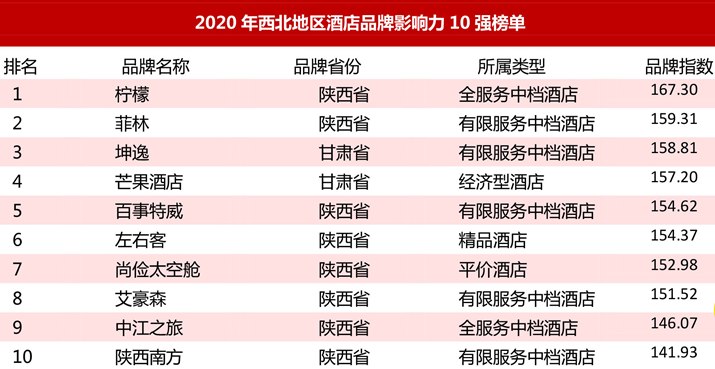 2020 年西北地区酒店品牌影响力 10 强榜单
排名 品牌名称 品牌省份 所属类型 品牌指数
1 柠檬 陕西省 全服务中档酒店 167.30
2 菲林 陕西省 有限服务中档酒店 159.31
3 坤逸 甘肃省 有限服务中档酒店 158.81
4 芒果酒店 甘肃省 经济型酒店 157.20
5 百事特威 陕西省 有限服务中档酒店 154.62
6 左右客 陕西省 精品酒店 154.37
7 尚俭太空舱 陕西省 平价酒店 152.98
8 艾豪森 陕西省 有限服务中档酒店 151.52
9 中江之旅 陕西省 全服务中档酒店 146.07
10 陕西南方 陕西省 有限服务中档酒店 141.93